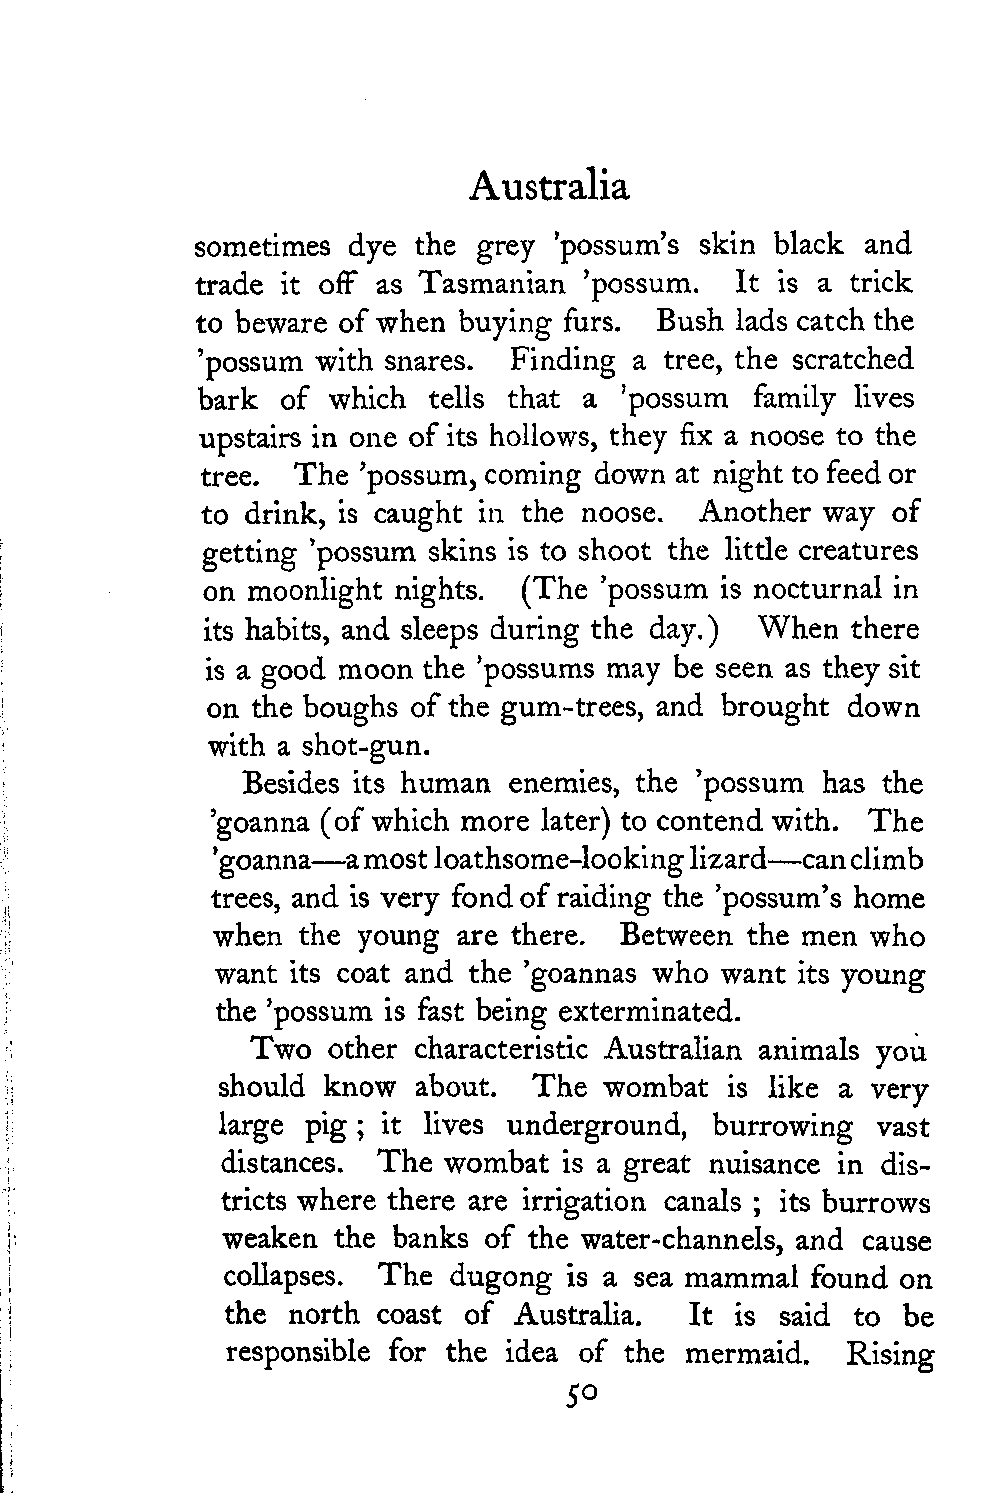 Australia
sometimes dye the grey ’possum’s skin black and
trade it off as Tasmanian ’possum. It is a trick
to beware of when buying furs. Bush lads catch the
’possum with snares. Finding a tree, the scratched
bark of which tells that a ’possum family lives
upstairs in one of its hollows, they fix a noose to the
tree. The ’possum, coming down at night to feed or
to drink, is caught in the noose. Another way of
getting ’possum skins is to shoot the little creatures
on moonlight nights. (The ’possum is nocturnal in
its habits, and sleeps during the day.) When there
is a good moon the ’possums may be seen as they sit
on the boughs of the gum-trees, and brought down
with a shot-gun.
Besides its human enemies, the ’possum has the
’goanna (of which more later) to contend with. The
’goanna—a most loathsome-looking lizard—can climb
trees, and is very fond of raiding the ’possum’s home
when the young are there. Between the men who
want its coat and the ’goannas who want its young
the ’possum is fast being exterminated.
Two other characteristic Australian animals you
should know about. The wombat is like a very
large pig ; it lives underground, burrowing vast
distances. The wombat is a great nuisance in dis-
tricts where there are irrigation canals ; its burrows
weaken the banks of the water-channels, and cause
collapses. The dugong is a sea mammal found on
the north coast of Australia. It is said to be
responsible for the idea of the mermaid. Rising
50